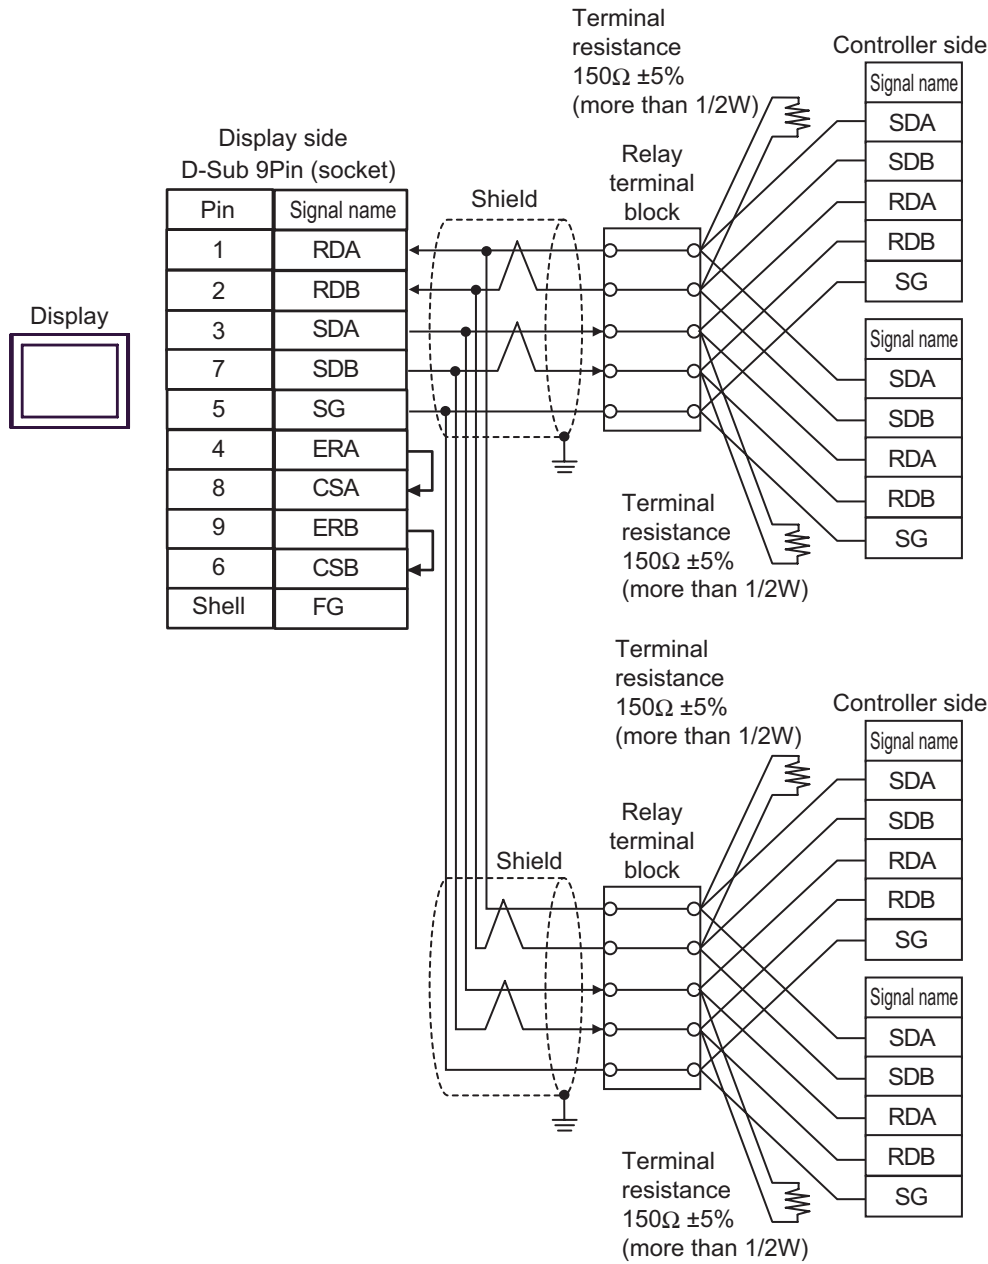 Terminal
resistance
150Ω ±5%
(more than 1/2W)
Controller side
Signal name
SDA
SDB
RDA
RDB
SG
Signal name
SDA
SDB
RDA
RDB
SG
Display side
D-Sub 9Pin (socket)
Pin Signal name
1 RDA
2 RDB
3 SDA
7 SDB
5 SG
4 ERA
8 CSA
9 ERB
6 CSB
Shell FG
Display
Shield
Relay
terminal
block
Terminal
resistance
150Ω ±5%
(more than 1/2W)
Terminal
resistance
150Ω ±5%
(more than 1/2W)
Controller side
Signal name
SDA
SDB
RDA
RDB
SG
Signal name
SDA
SDB
RDA
RDB
SG
Relay
terminal
block
Shield
Terminal
resistance
150Ω ±5%
(more than 1/2W)